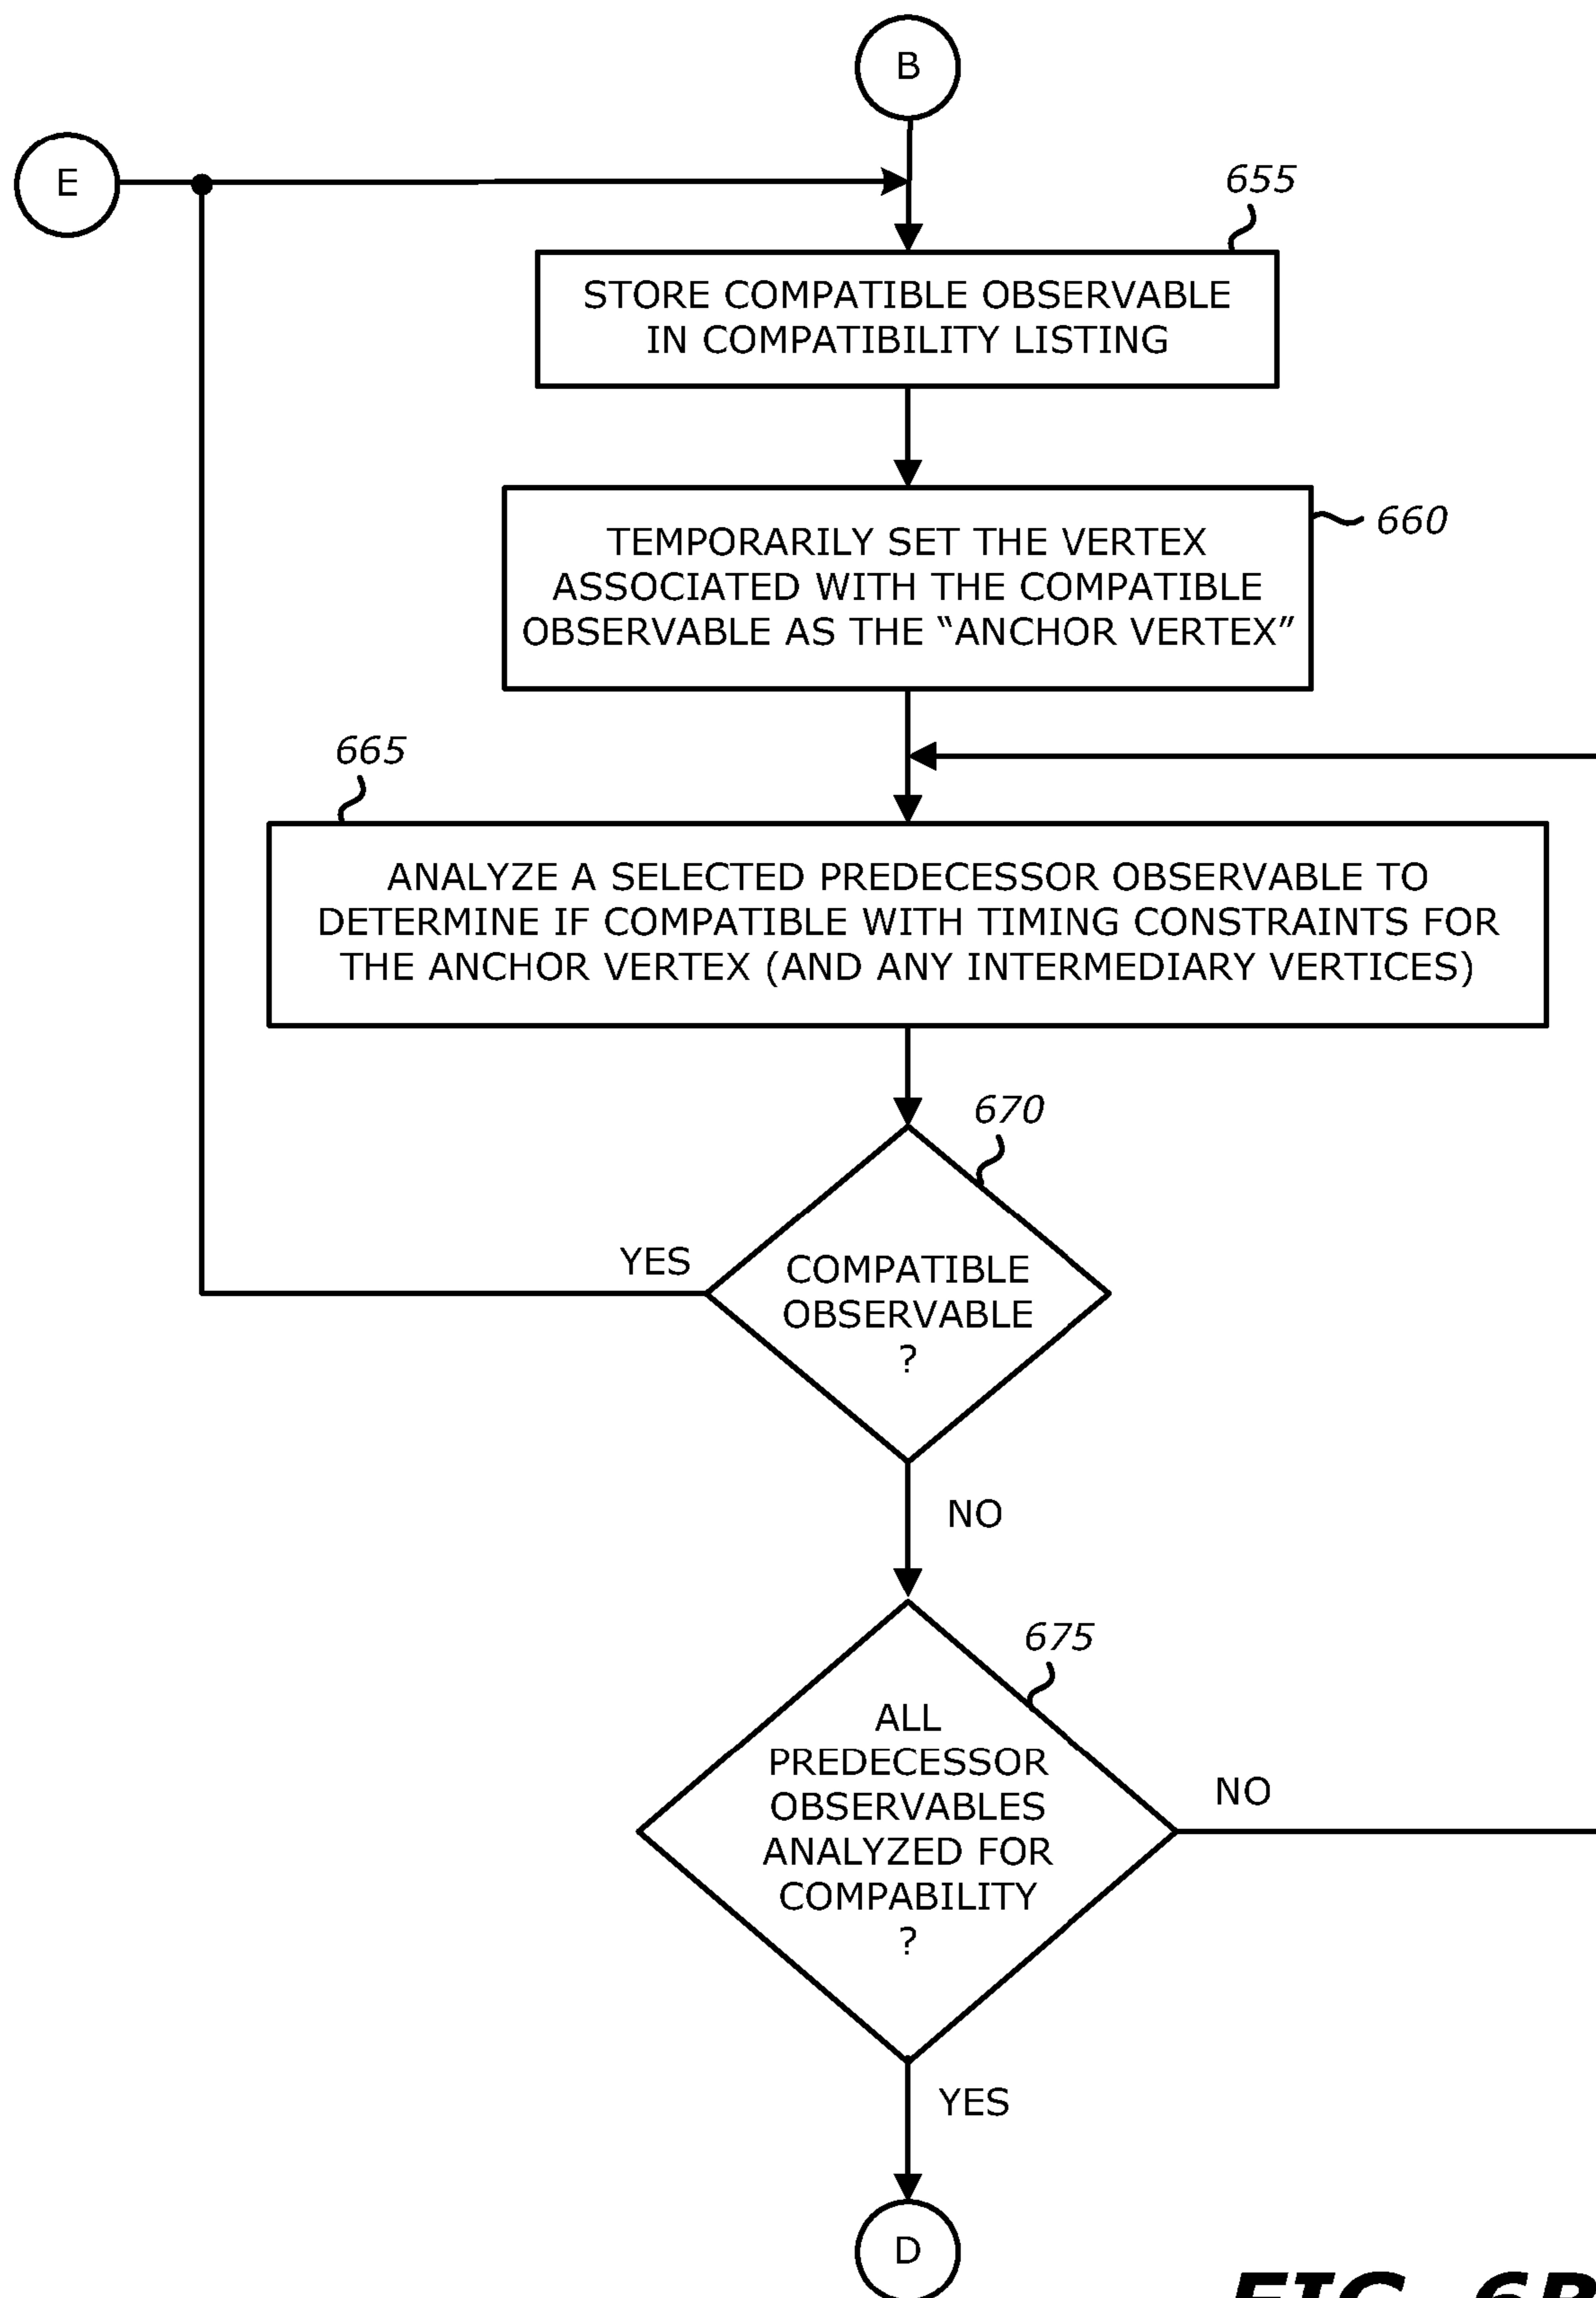 B
E
655
STORE COMPATIBLE OBSERVABLE
IN COMPATIBILITY LISTING
TEMPORARILY SET THE VERTEX
ASSOCIATED WITH THE COMPATIBLE
OBSERVABLE AS THE “ANCHOR VERTEX”
660
665
ANALYZE A SELECTED PREDECESSOR OBSERVABLE TO
DETERMINE IF COMPATIBLE WITH TIMING CONSTRAINTS FOR
THE ANCHOR VERTEX (AND ANY INTERMEDIARY VERTICES)
670
YES
COMPATIBLE
OBSERVABLE
?
NO
675
ALL
PREDECESSOR
OBSERVABLES
ANALYZED FOR
COMPABILITY
?
NO
YES
D
FIG. 6B